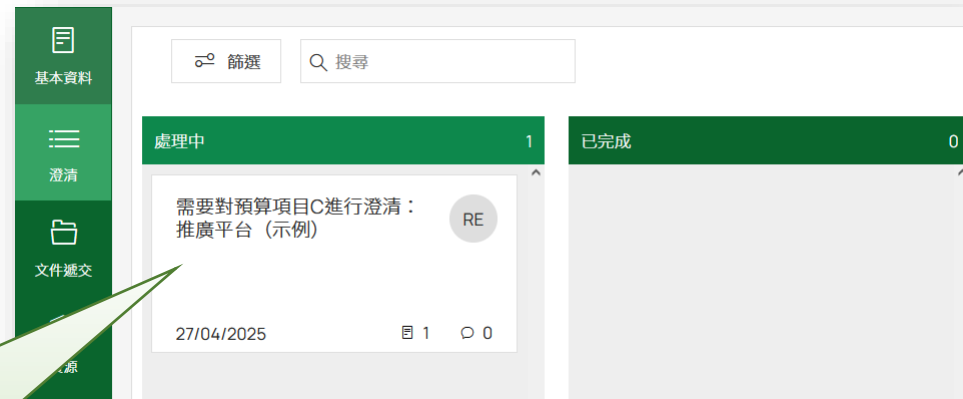 基本資料
澄清
文件遞交
源
篩選
搜尋
處理中 1
已完成 0
需要對預算項目C進行澄清：
推廣平台（示例）
RE
27/04/2025 1 0